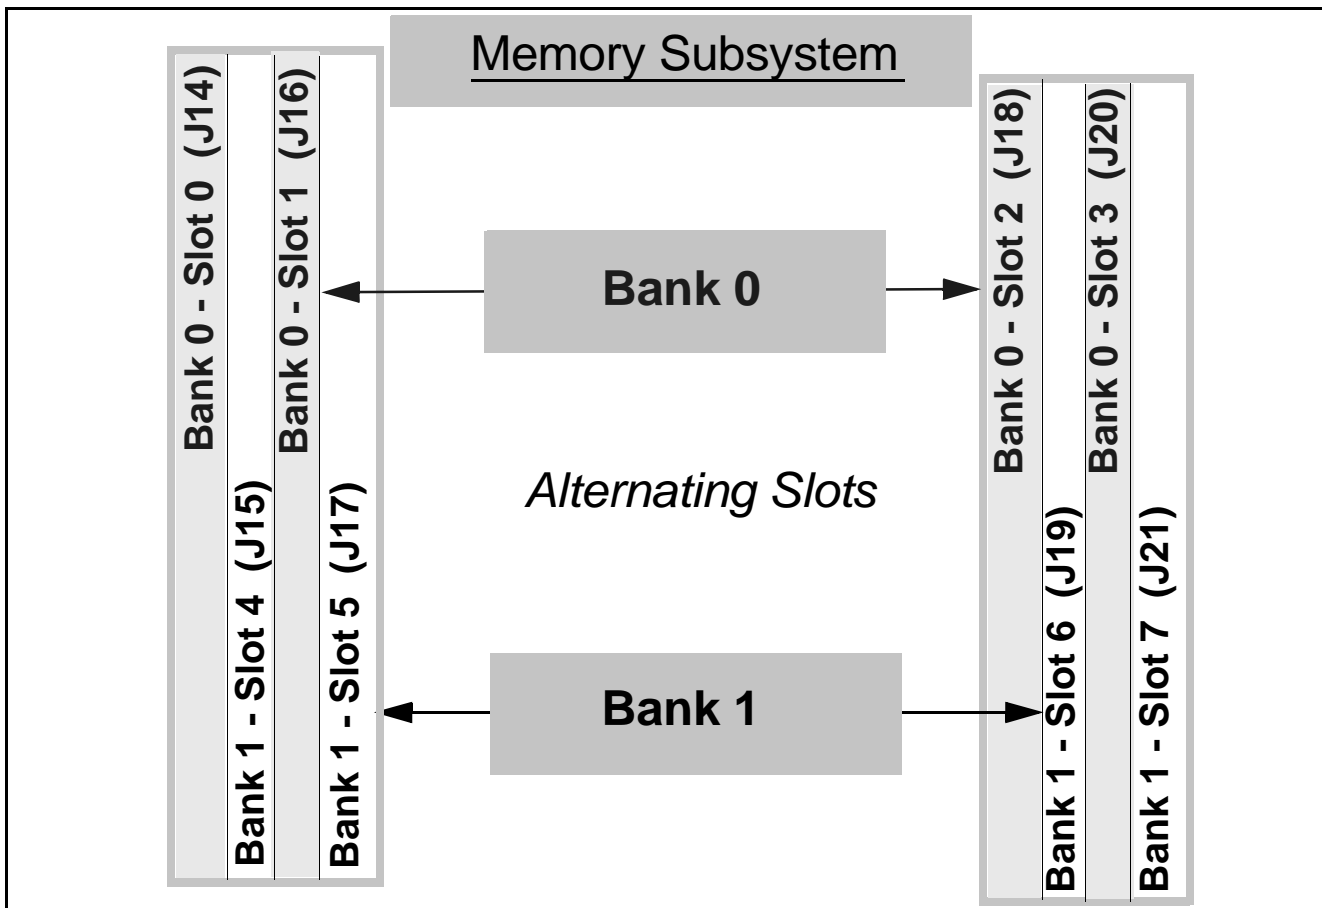 Memory Subsystem
Bank 0 - Slot 0 (J14)
Bank 1 - Slot 4 (J15)
Bank 0 - Slot 1 (J16)
Bank 1 - Slot 5 (J17)
Bank 0
Alternating Slots
Bank 1
Bank 0 - Slot 2 (J18)
Bank 1 - Slot 6 (J19)
Bank 0 - Slot 3 (J20)
Bank 1 - Slot 7 (J21)